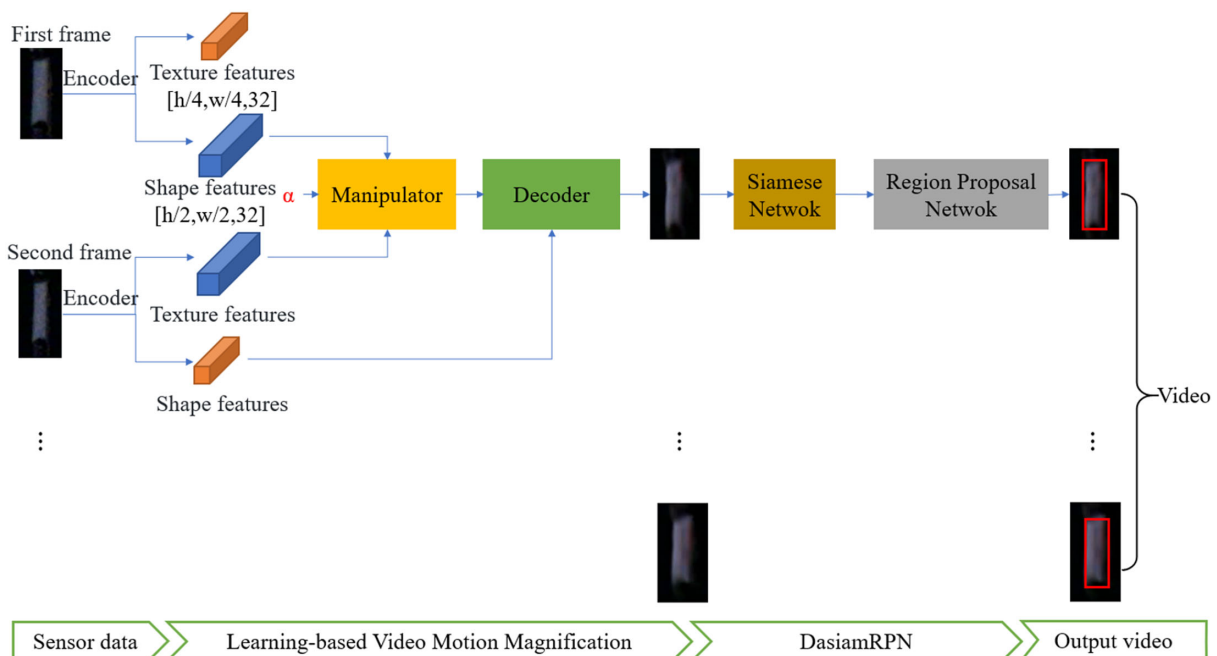 First frame
Encoder
Texture features
[h/4,w/4,32]
Shape features
[h/2,w/2,32]
α
Manipulator
Decoder
Siamese
Netwok
Region Proposal
Netwok
Second frame
Encoder
Texture features
Shape features
Video
⋮
⋮
⋮
Sensor data
Learning-based Video Motion Magnification
DasiamRPN
Output video